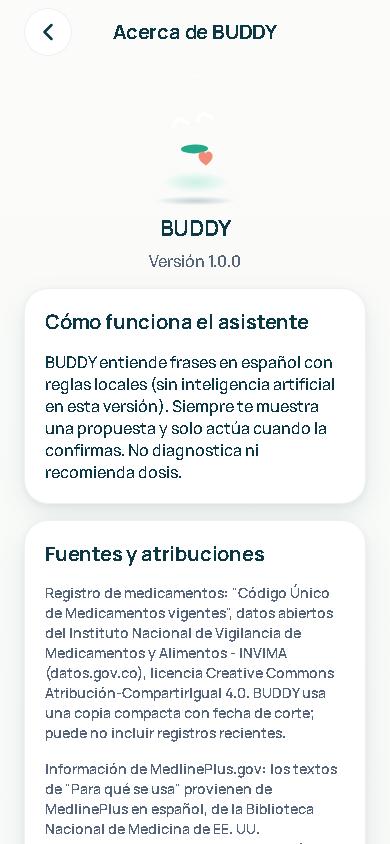 Acerca de BUDDY
BUDDY
Versión 1.0.0
Cómo funciona el asistente
BUDDY entiende frases en español con
reglas locales (sin inteligencia artificial
en esta versión). Siempre te muestra
una propuesta y solo actúa cuando la
confirmas. No diagnostica ni
recomienda dosis.
Fuentes y atribuciones
Registro de medicamentos: "Código Único
de Medicamentos vigentes", datos abiertos
del Instituto Nacional de Vigilancia de
Medicamentos y Alimentos - INVIMA
(datos.gov.co), licencia Creative Commons
Atribución-CompartirIgual 4.0. BUDDY usa
una copia compacta con fecha de corte;
puede no incluir registros recientes.
Información de MedlinePlus.gov: los textos
de "Para qué se usa" provienen de
MedlinePlus en español, de la Biblioteca
Nacional de Medicina de EE. UU.